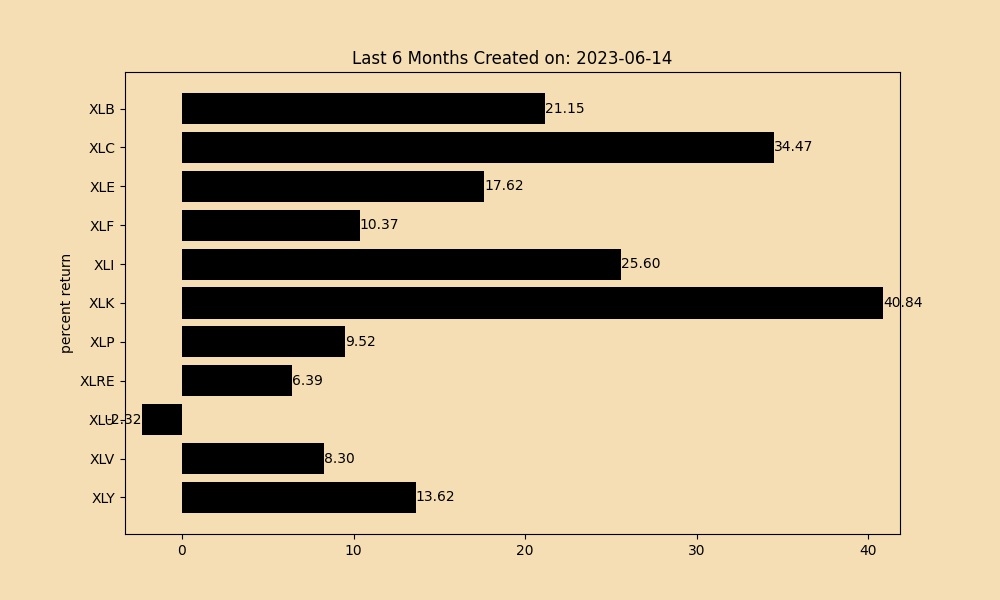 Last 6 Months Created on: 2023-06-14
XLB 21.15
XLC 34.47
XLE 17.62
XLF 10.37
XLI 25.60
percent return
XLK 40.84
XLP 9.52
XLRE 6.39
XLU -2.32
XLV 8.30
XLY 13.62
0 10 20 30 40